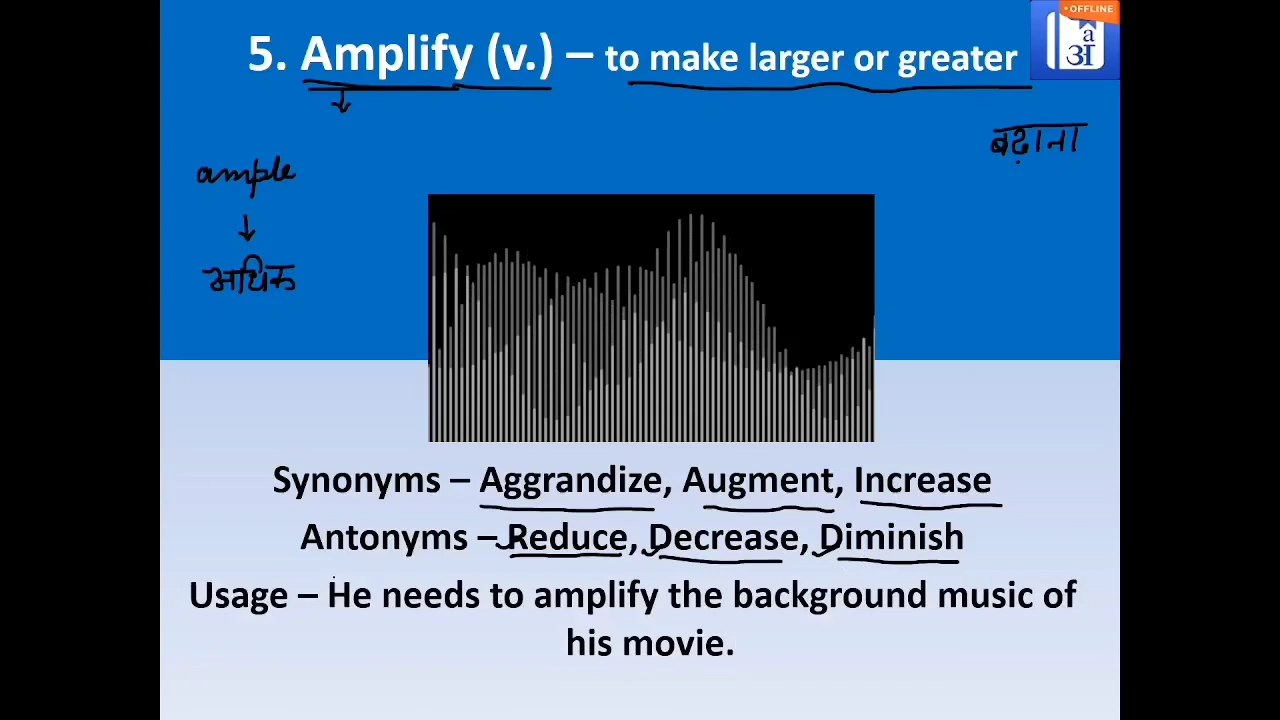 5. Amplify (v.) – to make larger or greater
•OFFLINE
a
अ
बढ़ाना
ample
अधिक
Synonyms – Aggrandize, Augment, Increase
Antonyms – Reduce, Decrease, Diminish
Usage – He needs to amplify the background music of
his movie.